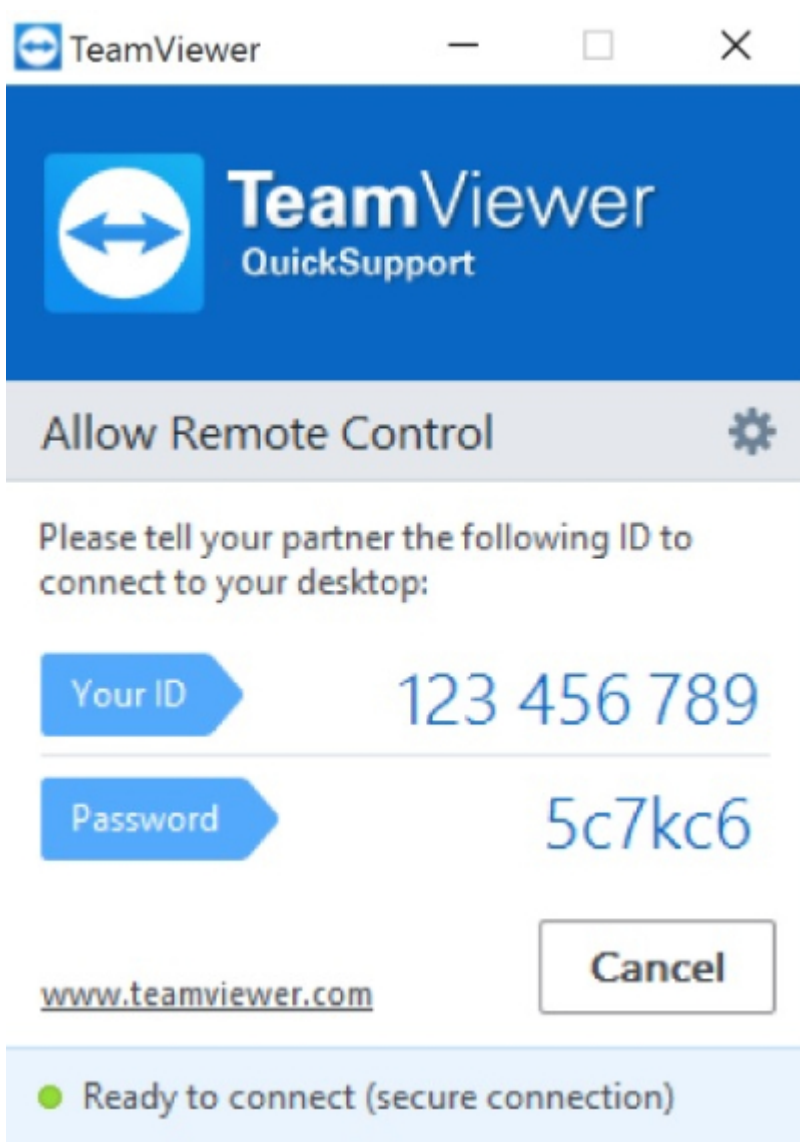 TeamViewer
TeamViewer
QuickSupport
Allow Remote Control
Please tell your partner the following ID to
connect to your desktop:
Your ID 123 456 789
Password 5c7kc6
Cancel
www.teamviewer.com
Ready to connect (secure connection)